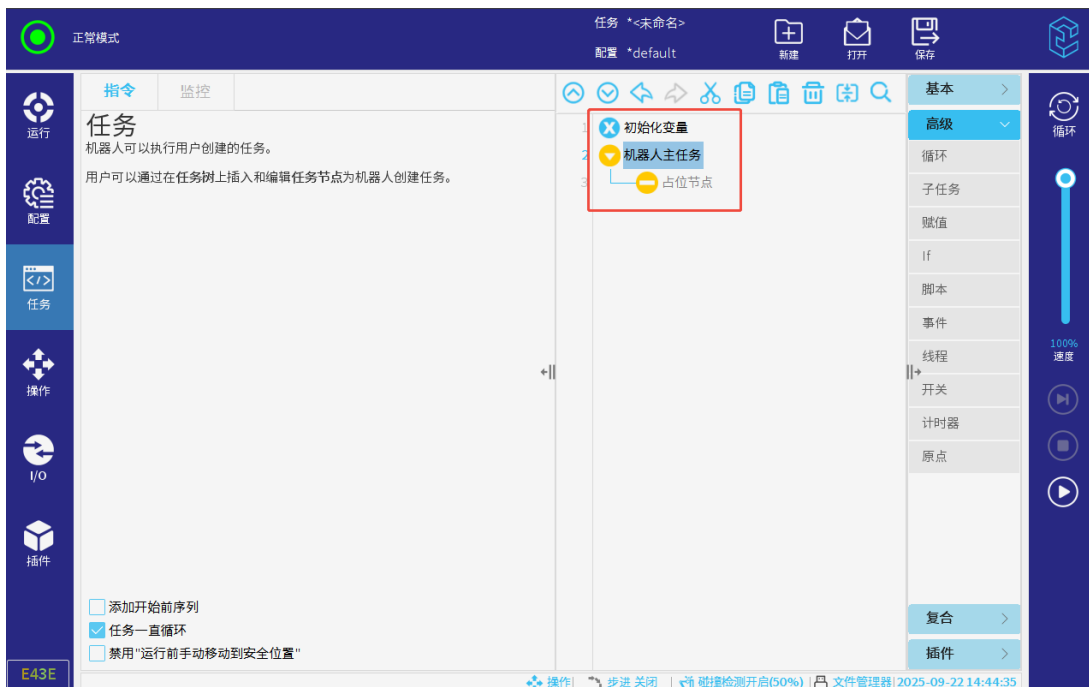 正常模式
任务 *<未命名>
配置 *default
新建
打开
保存
运行
配置
任务
操作
I/O
插件
E43E
指令
监控
任务
机器人可以执行用户创建的任务。
用户可以通过在任务树上插入和编辑任务节点为机器人创建任务。
添加开始前序列
任务一直循环
禁用"运行前手动移动到安全位置"
1 初始化变量
2 机器人主任务
3 占位节点
基本
高级
循环
子任务
赋值
If
脚本
事件
线程
开关
计时器
原点
复合
插件
循环
100%
速度
操作| 步进 关闭 | 碰撞检测开启(50%) | 文件管理器| 2025-09-22 14:44:35